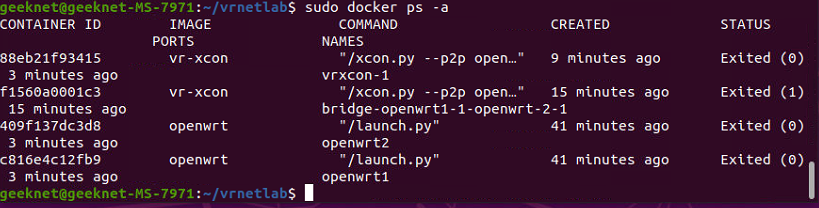 geeknet@geeknet-MS-7971:~/vrnetlab$ sudo docker ps -a
CONTAINER ID IMAGE COMMAND CREATED STATUS
PORTS NAMES
88eb21f93415 vr-xcon "/xcon.py --p2p open…" 9 minutes ago Exited (0)
3 minutes ago vrxcon-1
f1560a0001c3 vr-xcon "/xcon.py --p2p open…" 15 minutes ago Exited (1)
15 minutes ago bridge-openwrt1-1-openwrt-2-1
409f137dc3d8 openwrt "/launch.py" 41 minutes ago Exited (0)
3 minutes ago openwrt2
c816e4c12fb9 openwrt "/launch.py" 41 minutes ago Exited (0)
3 minutes ago openwrt1
geeknet@geeknet-MS-7971:~/vrnetlab$